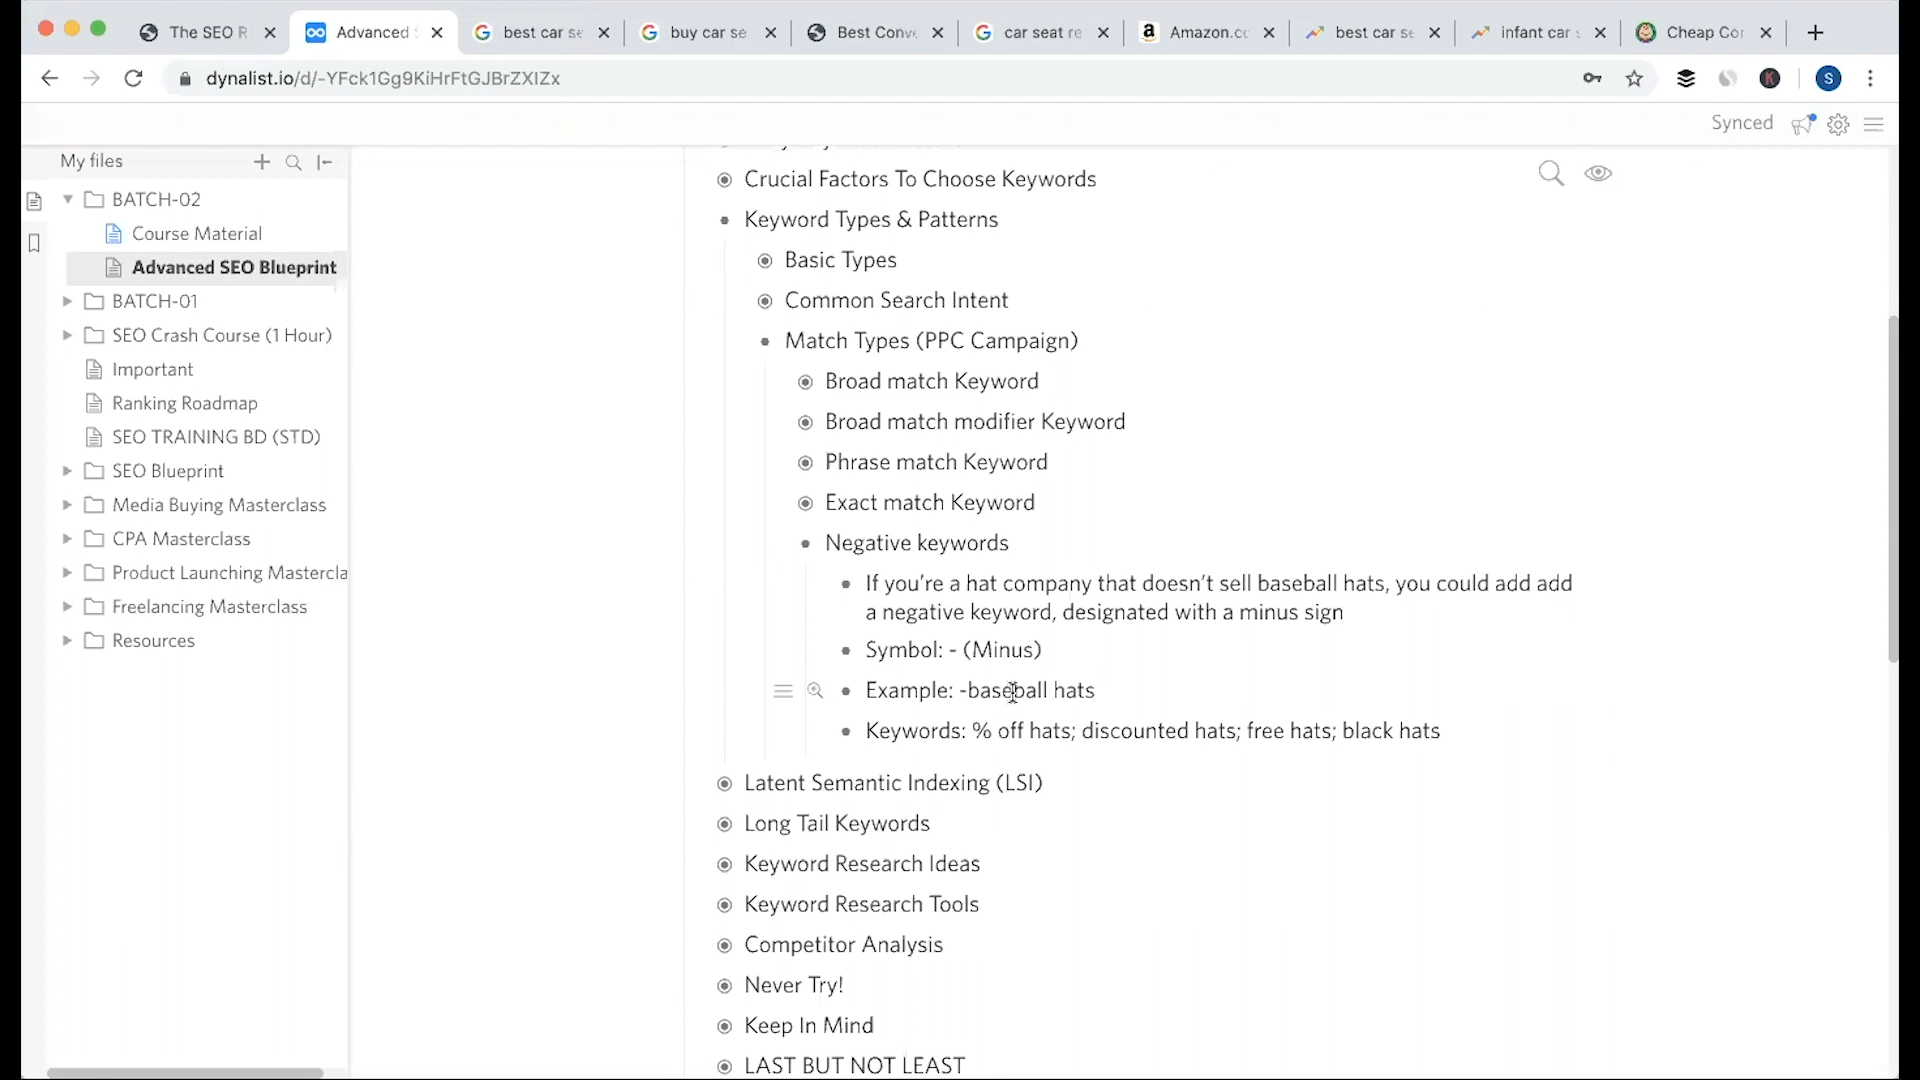 The SEO R
Advanced
best car se
buy car se
Best Conve
car seat re
Amazon.cc
best car se
infant car s
Cheap Cor
dynalist.io/d/-YFck1Gg9KiHrFtGJBrZXIZx
S
Synced
My files
BATCH-02
Course Material
Advanced SEO Blueprint
BATCH-01
SEO Crash Course (1 Hour)
Important
Ranking Roadmap
SEO TRAINING BD (STD)
SEO Blueprint
Media Buying Masterclass
CPA Masterclass
Product Launching Mastercla
Freelancing Masterclass
Resources
Crucial Factors To Choose Keywords
Keyword Types & Patterns
Basic Types
Common Search Intent
Match Types (PPC Campaign)
Broad match Keyword
Broad match modifier Keyword
Phrase match Keyword
Exact match Keyword
Negative keywords
If you're a hat company that doesn't sell baseball hats, you could add add
a negative keyword, designated with a minus sign
Symbol: - (Minus)
Example: -baseball hats
Keywords: % off hats; discounted hats; free hats; black hats
Latent Semantic Indexing (LSI)
Long Tail Keywords
Keyword Research Ideas
Keyword Research Tools
Competitor Analysis
Never Try!
Keep In Mind
LAST BUT NOT LEAST